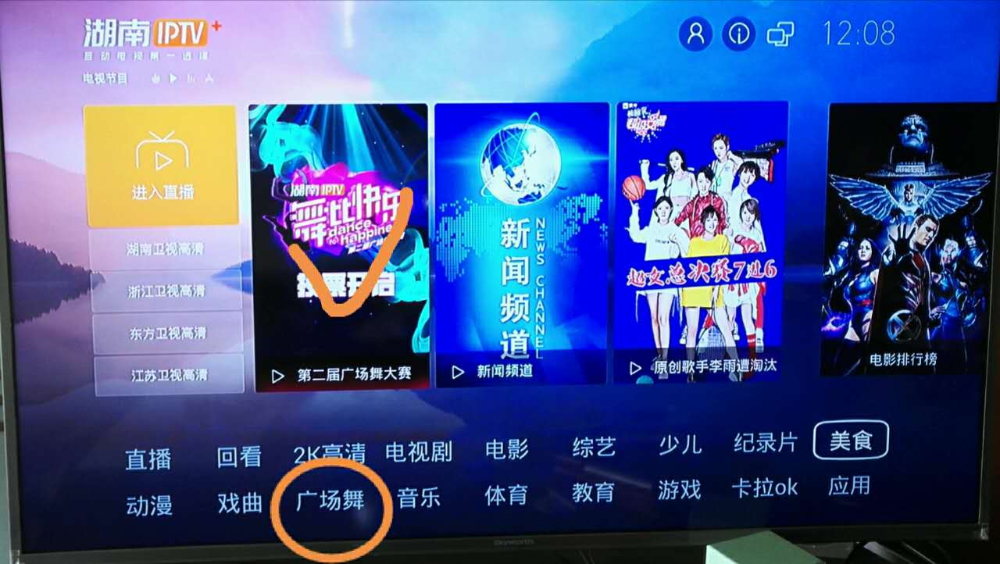 湖南IPTV+
互动电视第一选择
12:08
电视节目
进入直播
湖南卫视高清
浙江卫视高清
东方卫视高清
江苏卫视高清
湖南IPTV
舞比快乐
dance
happiness
投票开启
第二届广场舞大赛
新闻频道
NEWS CHANNEL
新闻频道
超女总决赛7进6
原创歌手李雨遭淘汰
电影排行榜
直播 回看 2K高清 电视剧 电影 综艺 少儿 纪录片 美食
动漫 戏曲 广场舞 音乐 体育 教育 游戏 卡拉ok 应用
Skyworth